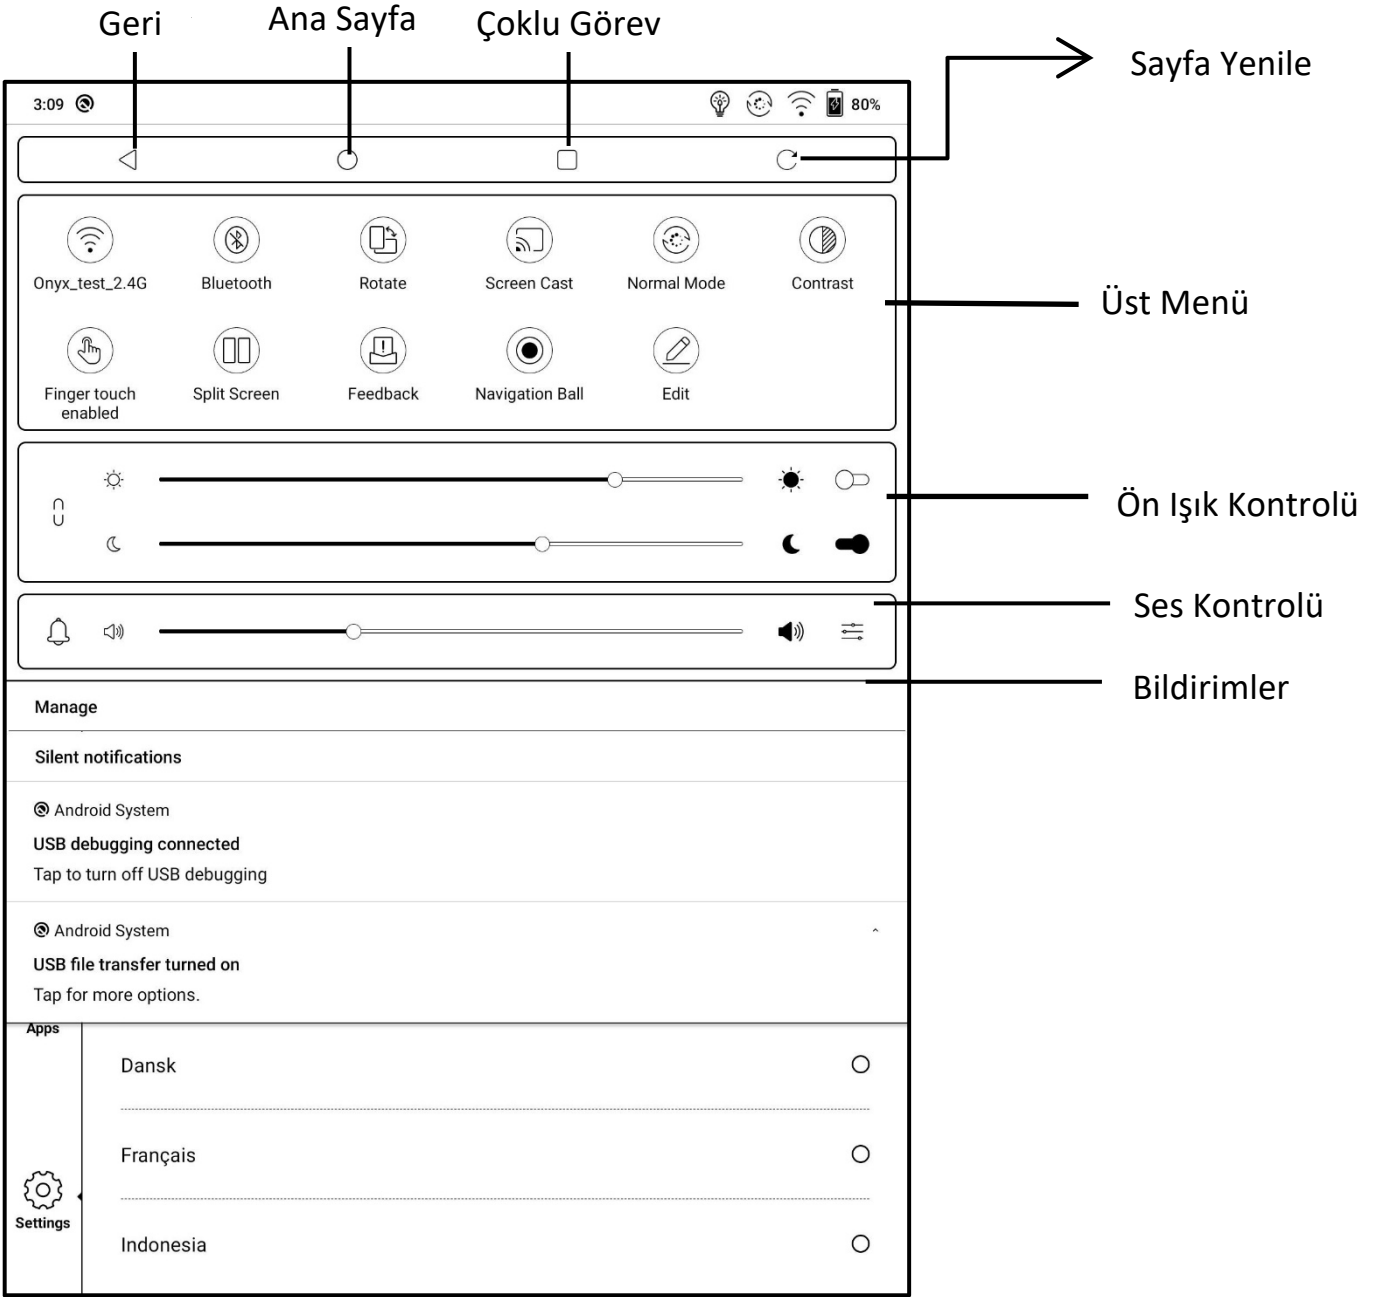 Geri
Ana Sayfa
Çoklu Görev
Sayfa Yenile
3:09
80%
Onyx_test_2.4G
Bluetooth
Rotate
Screen Cast
Normal Mode
Contrast
Üst Menü
Finger touch
enabled
Split Screen
Feedback
Navigation Ball
Edit
Ön Işık Kontrolü
Ses Kontrolü
Bildirimler
Manage
Silent notifications
Android System
USB debugging connected
Tap to turn off USB debugging
Android System
USB file transfer turned on
Tap for more options.
Apps
Dansk
Français
Settings
Indonesia